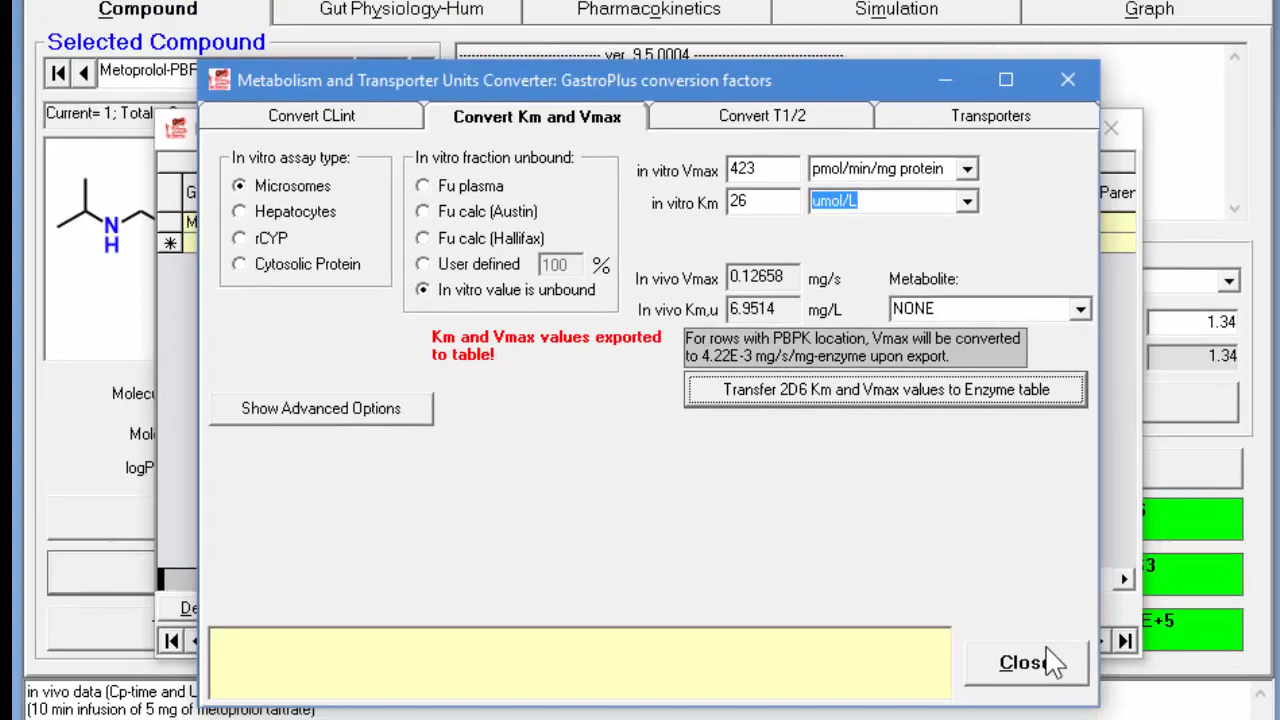 Compound
Gut Physiology-Hum
Pharmacokinetics
Simulation
Graph
Selected Compound
ver. 9.5.0004
Metoprolol-PBP
Current= 1; Total
Metabolism and Transporter Units Converter: GastroPlus conversion factors
Convert CLint
Convert Km and Vmax
Convert T1/2
Transporters
In vitro assay type:
Microsomes
Hepatocytes
rCYP
Cytosolic Protein
In vitro fraction unbound:
Fu plasma
Fu calc (Austin)
Fu calc (Hallifax)
User defined 100 %
In vitro value is unbound
in vitro Vmax 423 pmol/min/mg protein
in vitro Km 26 umol/L
In vivo Vmax 0.12658 mg/s
In vivo Km,u 6.9514 mg/L
Metabolite:
NONE
Km and Vmax values exported
to table!
For rows with PBPK location, Vmax will be converted
to 4.22E-3 mg/s/mg-enzyme upon export.
Transfer 2D6 Km and Vmax values to Enzyme table
Show Advanced Options
Close
G
M
N
H
Molecu
Mol
logP
De
Parer
1.34
1.34
3
E+5
in vivo data (Cp-time and L
(10 min infusion of 5 mg of metoprolol tartrate)